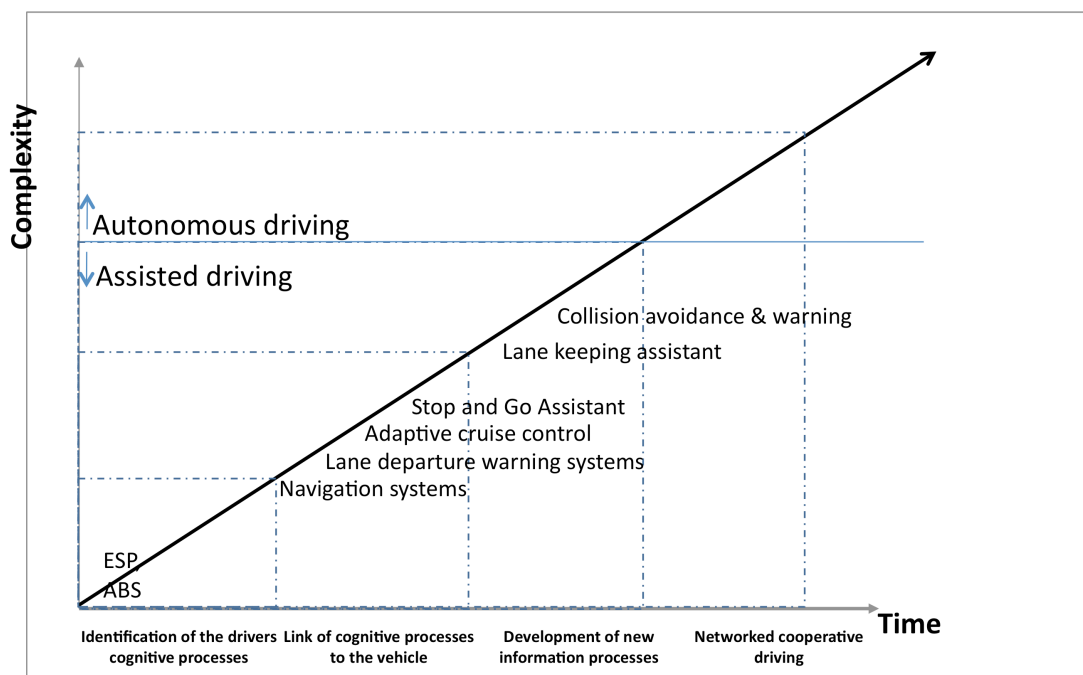 Complexity
Autonomous driving
Assisted driving
Collision avoidance & warning
Lane keeping assistant
Stop and Go Assistant
Adaptive cruise control
Lane departure warning systems
Navigation systems
ESP,
ABS
Time
Identification of the drivers
cognitive processes
Link of cognitive processes
to the vehicle
Development of new
information processes
Networked cooperative
driving